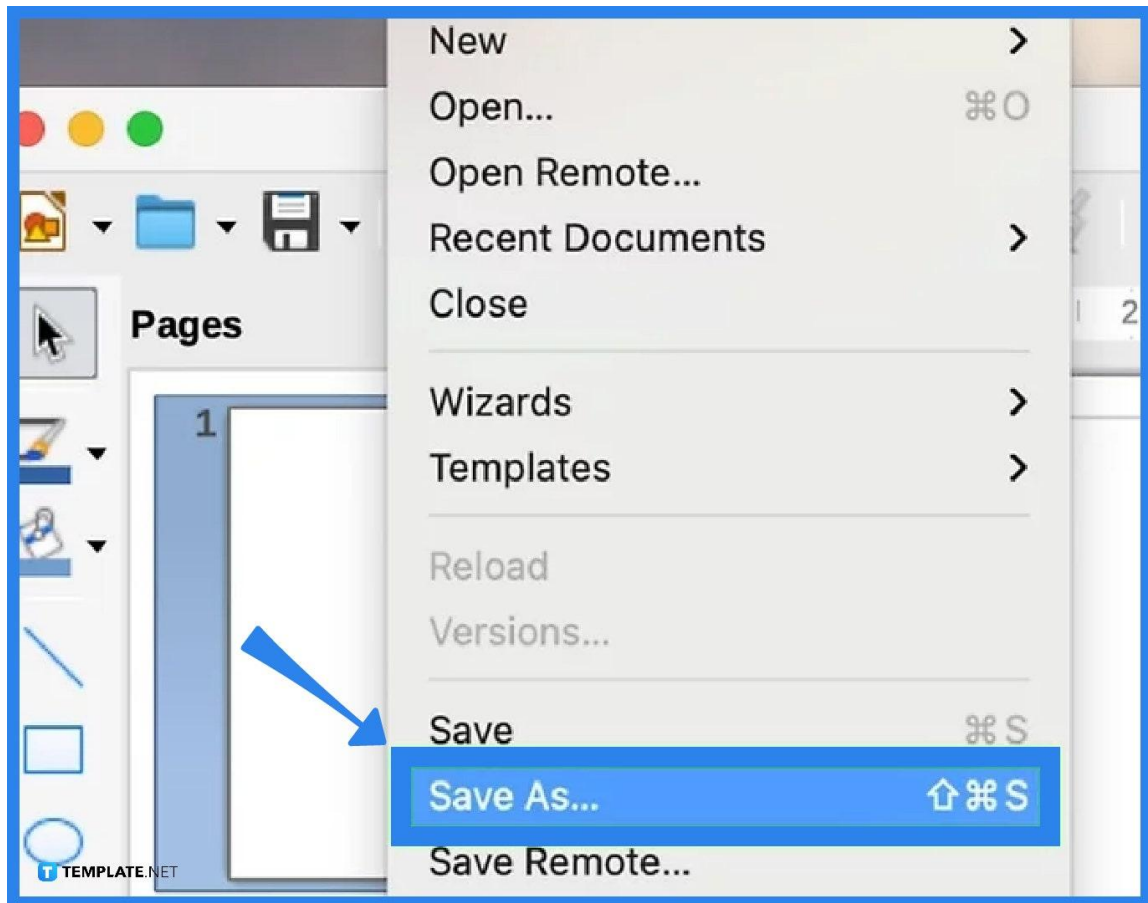 New
Open... ⌘O
Open Remote...
Recent Documents
Close
Pages
2
Wizards
1
Templates
Reload
Versions...
Save ⌘S
Save As... ⇧⌘S
Save Remote...
T TEMPLATE.NET